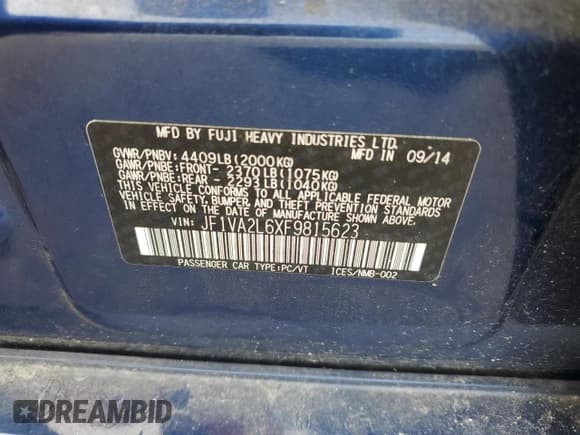 MFD BY FUJI HEAVY INDUSTRIES LTD.
GVWR/PNBV: 4409LB(2000KG) MFD IN 09/14
GAWR/PNBE:FRONT- 2370LB(1075KG)
GAWR/PNBE:REAR - 2293LB(1040KG)
THIS VEHICLE CONFORMS TO ALL APPLICABLE FEDERAL MOTOR
VEHICLE SAFETY, BUMPER, AND THEFT PREVENTION STANDARDS
IN EFFECT ON THE DATE OF MANUFACTURE SHOWN ABOVE.
VIN: JF1VA2L6XF9815623
PASSENGER CAR TYPE:PC/VT ICES/NMB-002
DREAMBID